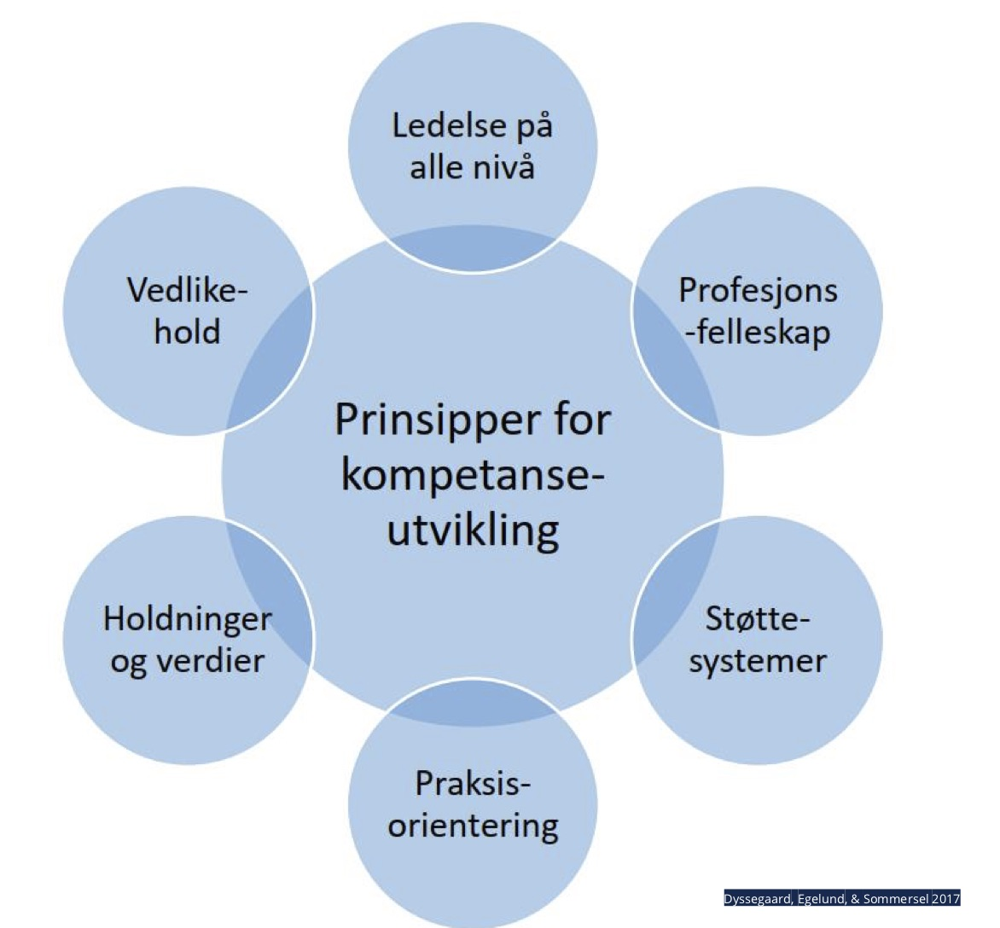 Ledelse på
alle nivå
Vedlike-
hold
Profesjons
-felleskap
Prinsipper for
kompetanse-
utvikling
Holdninger
og verdier
Støtte-
systemer
Praksis-
orientering
Dyssegaard, Egelund, & Sommersel 2017